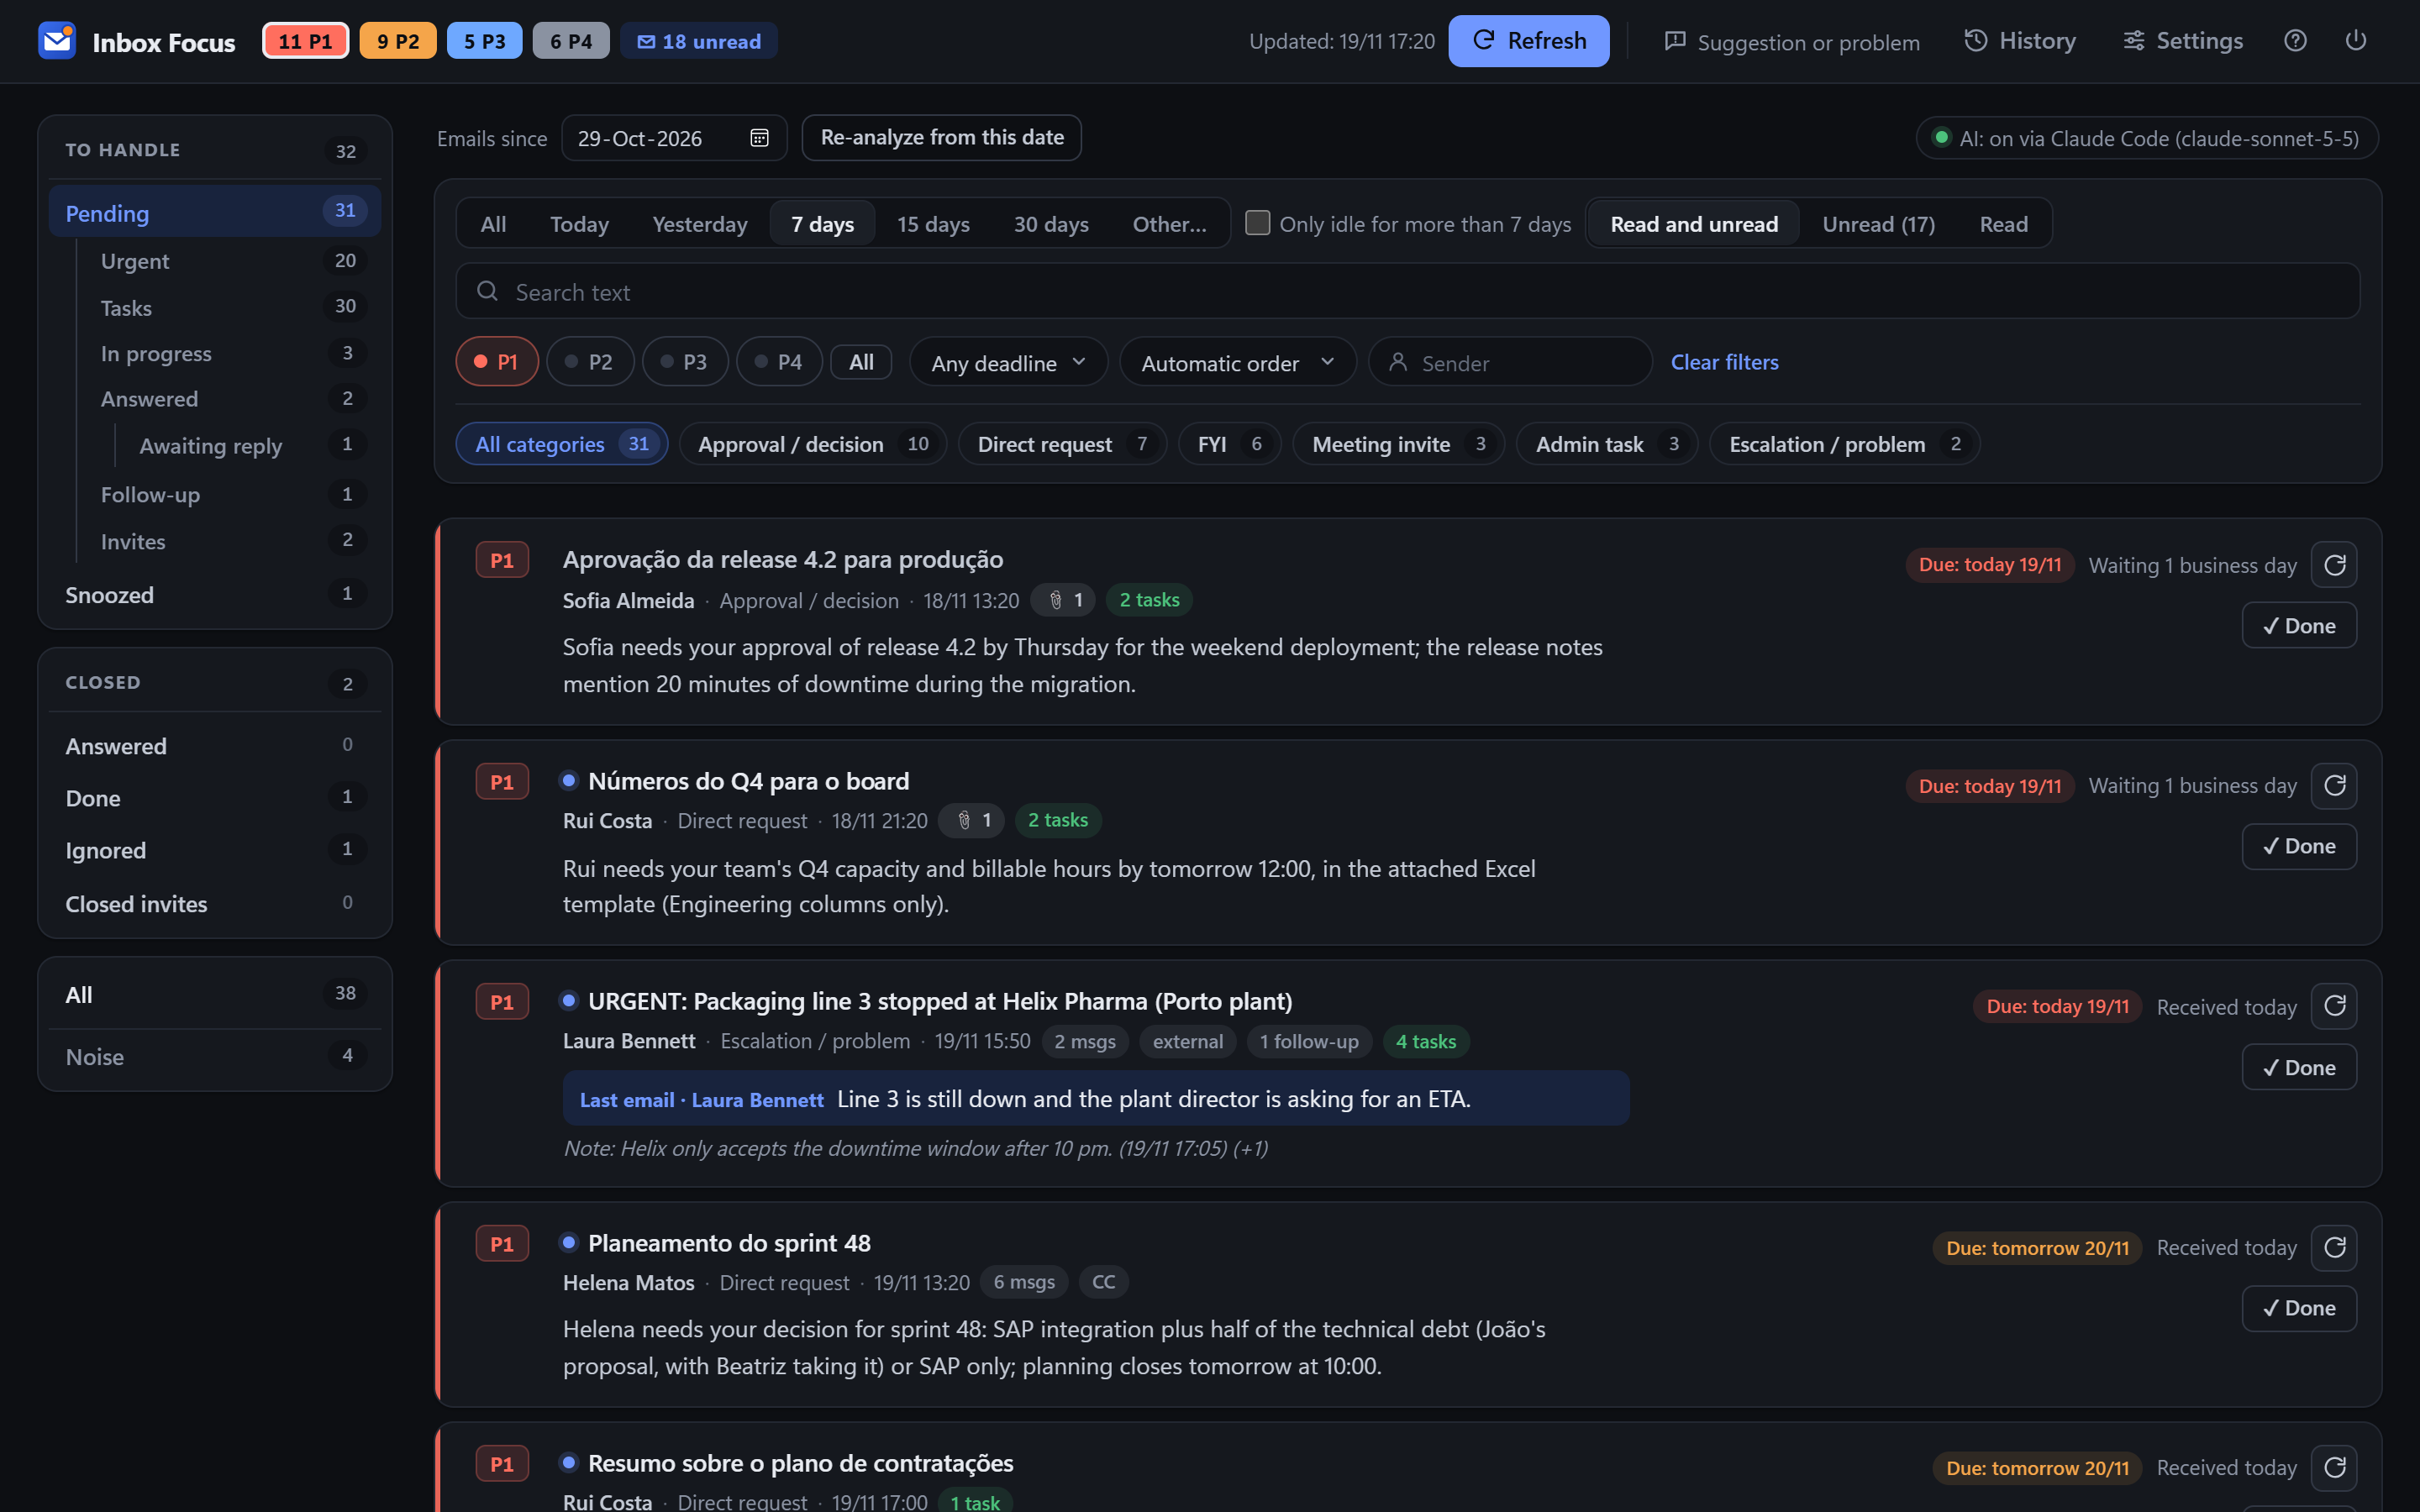 Inbox Focus
11 P1
9 P2
5 P3
6 P4
18 unread
Updated: 19/11 17:20
Refresh
Suggestion or problem
History
Settings
TO HANDLE 32
Pending 31
Urgent 20
Tasks 30
In progress 3
Answered 2
Awaiting reply 1
Follow-up 1
Invites 2
Snoozed 1
CLOSED 2
Answered 0
Done 1
Ignored 1
Closed invites 0
All 38
Noise 4
Emails since 29-Oct-2026 Re-analyze from this date
AI: on via Claude Code (claude-sonnet-5-5)
All Today Yesterday 7 days 15 days 30 days Other... Only idle for more than 7 days Read and unread Unread (17) Read
Search text
P1 P2 P3 P4 All Any deadline Automatic order Sender Clear filters
All categories 31 Approval / decision 10 Direct request 7 FYI 6 Meeting invite 3 Admin task 3 Escalation / problem 2
P1 Aprovação da release 4.2 para produção
Due: today 19/11 Waiting 1 business day
Sofia Almeida · Approval / decision · 18/11 13:20 1 2 tasks
✓ Done
Sofia needs your approval of release 4.2 by Thursday for the weekend deployment; the release notes
mention 20 minutes of downtime during the migration.
P1 Números do Q4 para o board
Due: today 19/11 Waiting 1 business day
Rui Costa · Direct request · 18/11 21:20 1 2 tasks
✓ Done
Rui needs your team's Q4 capacity and billable hours by tomorrow 12:00, in the attached Excel
template (Engineering columns only).
P1 URGENT: Packaging line 3 stopped at Helix Pharma (Porto plant)
Due: today 19/11 Received today
Laura Bennett · Escalation / problem · 19/11 15:50 2 msgs external 1 follow-up 4 tasks
✓ Done
Last email · Laura Bennett Line 3 is still down and the plant director is asking for an ETA.
Note: Helix only accepts the downtime window after 10 pm. (19/11 17:05) (+1)
P1 Planeamento do sprint 48
Due: tomorrow 20/11 Received today
Helena Matos · Direct request · 19/11 13:20 6 msgs CC
✓ Done
Helena needs your decision for sprint 48: SAP integration plus half of the technical debt (João's
proposal, with Beatriz taking it) or SAP only; planning closes tomorrow at 10:00.
P1 Resumo sobre o plano de contratações
Due: tomorrow 20/11 Received today
Rui Costa · Direct request · 19/11 17:00 1 task